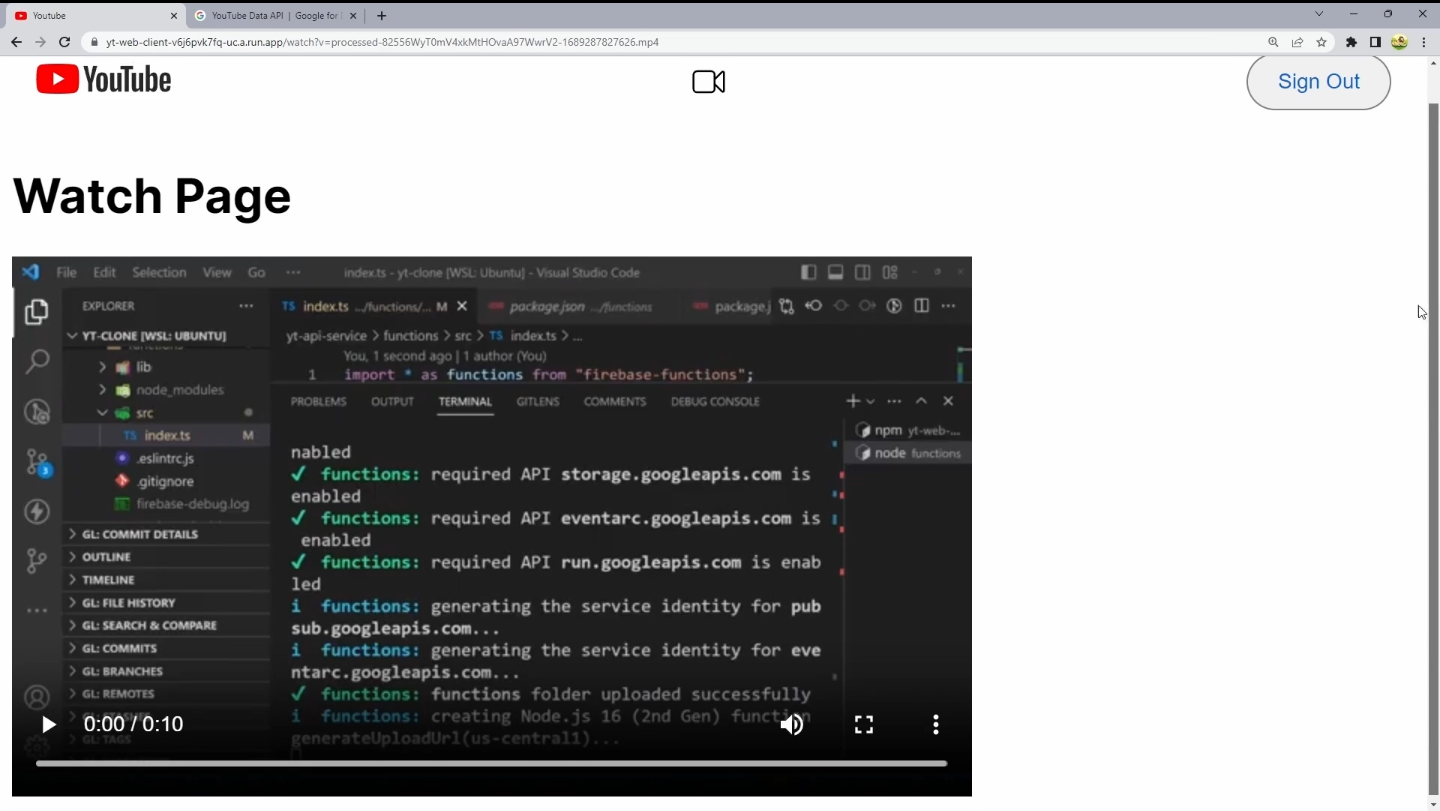 Youtube
YouTube Data API | Google for
yt-web-client-v6j6pvk7fq-uc.a.run.app/watch?v=processed-82556WyT0mV4xkMtHOvaA97WwrV2-1689287827626.mp4
YouTube
Sign Out
Watch Page
File Edit Selection View Go ··· index.ts - yt-clone [WSL: Ubuntu] - Visual Studio Code
EXPLORER ···
TS index.ts .../functions/... M package.json .../functions package.j
YT-CLONE [WSL: UBUNTU]
yt-api-service > functions > src > TS index.ts > ...
functions
You, 1 second ago | 1 author (You)
lib
1 import * as functions from "firebase-functions";
node_modules
PROBLEMS OUTPUT TERMINAL GITLENS COMMENTS DEBUG CONSOLE
src
TS index.ts M
.eslintrc.js
.gitignore
firebase-debug.log
GL: COMMIT DETAILS
OUTLINE
TIMELINE
GL: FILE HISTORY
GL: SEARCH & COMPARE
GL: COMMITS
GL: BRANCHES
GL: REMOTES
GL: STASHES
GL: TAGS
3
nabled
✓ functions: required API storage.googleapis.com is
enabled
✓ functions: required API eventarc.googleapis.com is
enabled
✓ functions: required API run.googleapis.com is enab
led
i functions: generating the service identity for pub
sub.googleapis.com...
i functions: generating the service identity for eve
ntarc.googleapis.com...
✓ functions: functions folder uploaded successfully
i functions: creating Node.js 16 (2nd Gen) function
generateUploadUrl(us-central1)...
npm yt-web-...
node functions
0:00 / 0:10